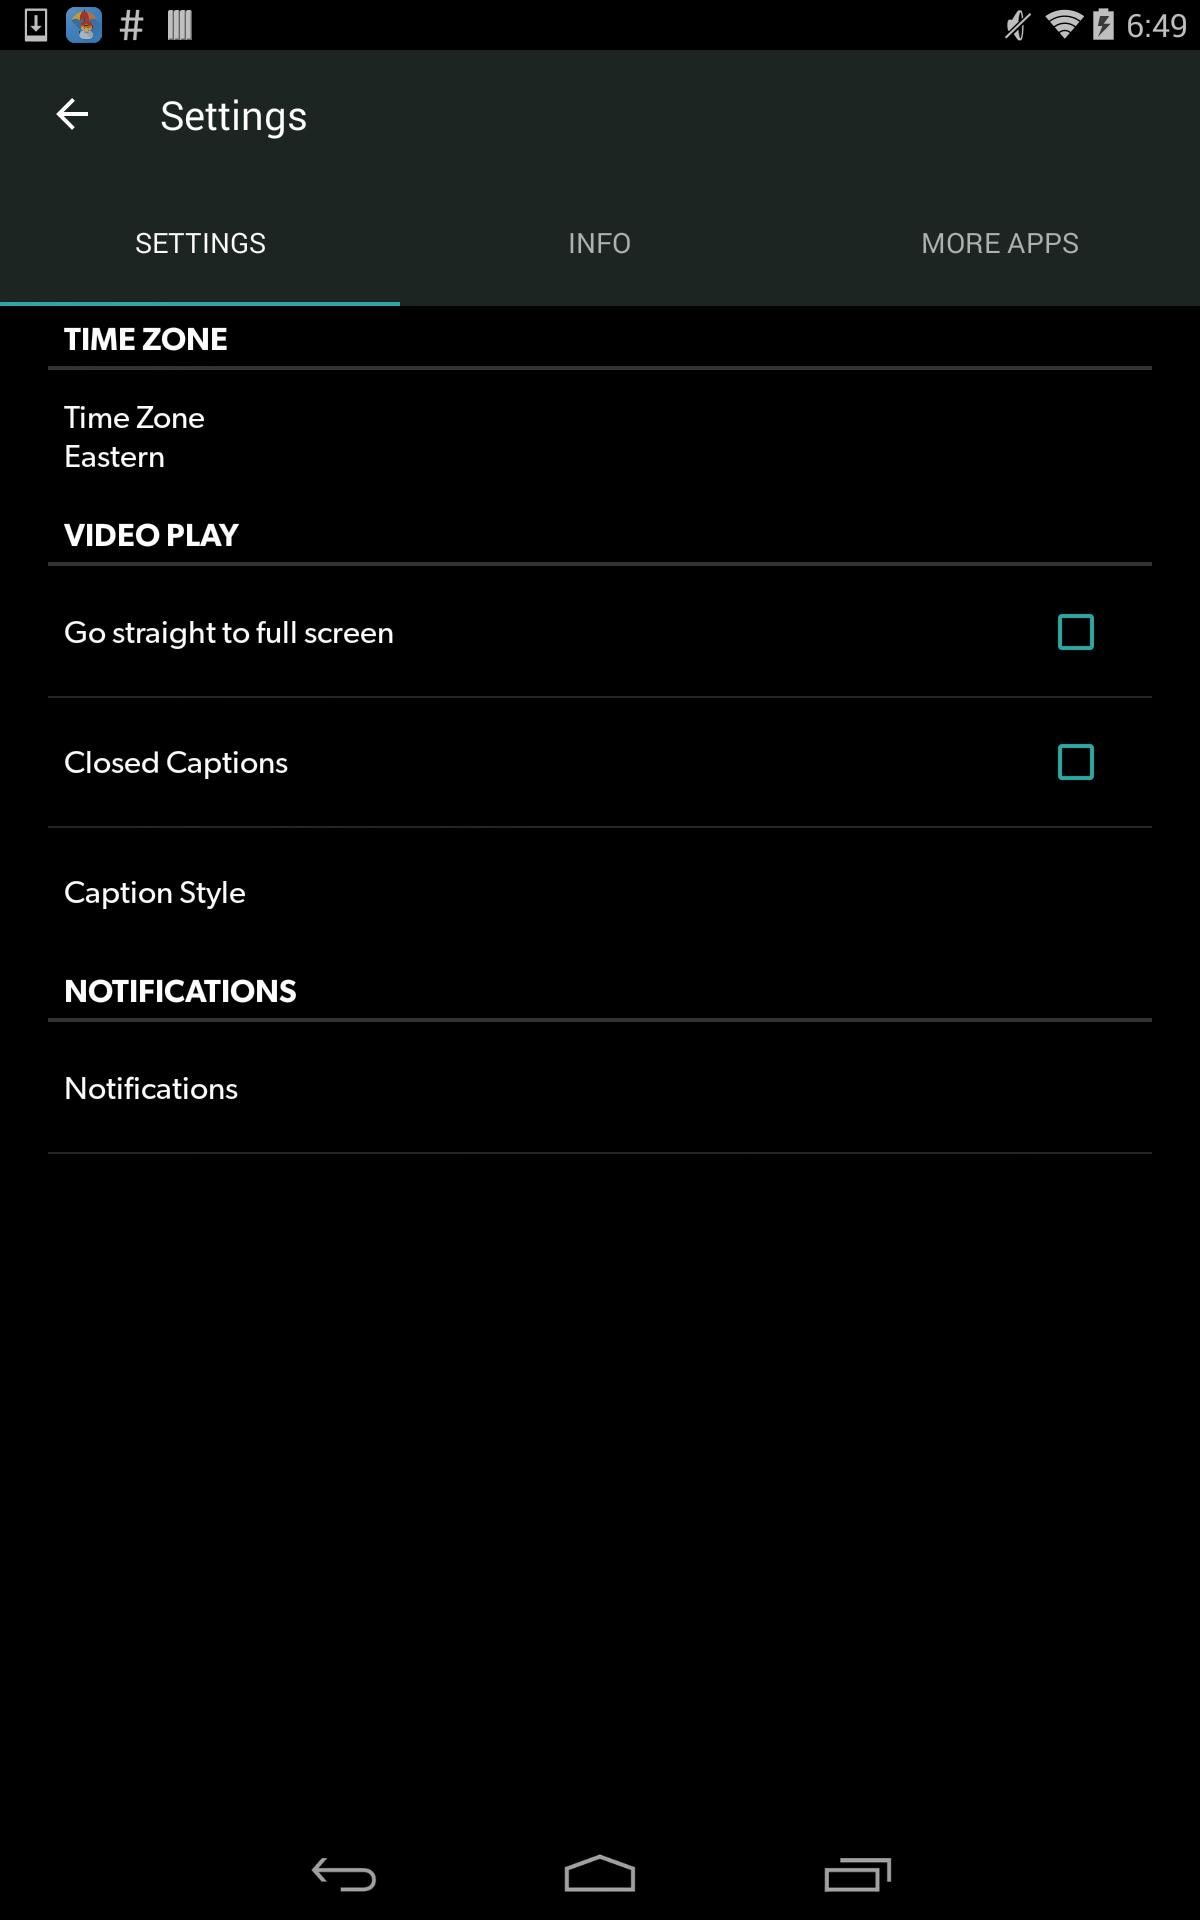 # 6:49
Settings
SETTINGS INFO MORE APPS
TIME ZONE
Time Zone
Eastern
VIDEO PLAY
Go straight to full screen
Closed Captions
Caption Style
NOTIFICATIONS
Notifications